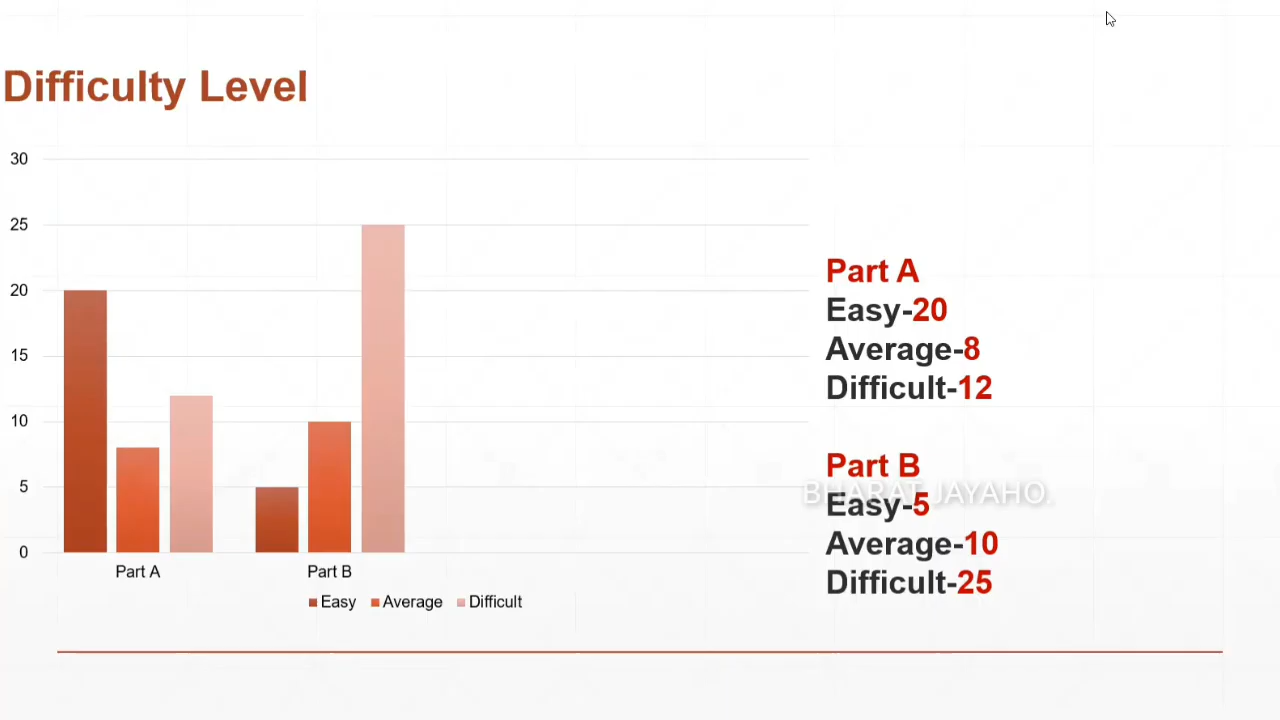 Difficulty Level
30
25
20
15
10
5
0
Part A
Part B
Easy
Average
Difficult
Part A
Easy-20
Average-8
Difficult-12
Part B
BHARAT JAYAHO.
Easy-5
Average-10
Difficult-25